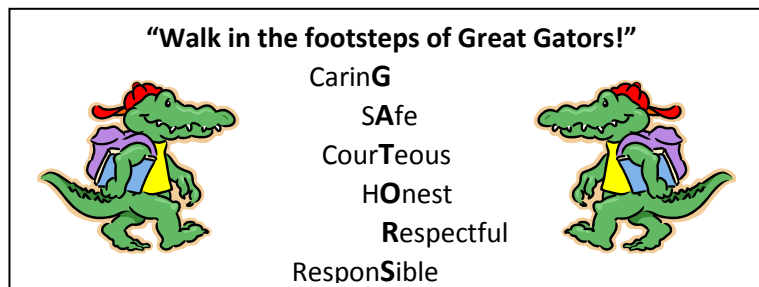 “Walk in the footsteps of Great Gators!”
CarinG
SAfe
CourTeous
HOnest
Respectful
ResponSible